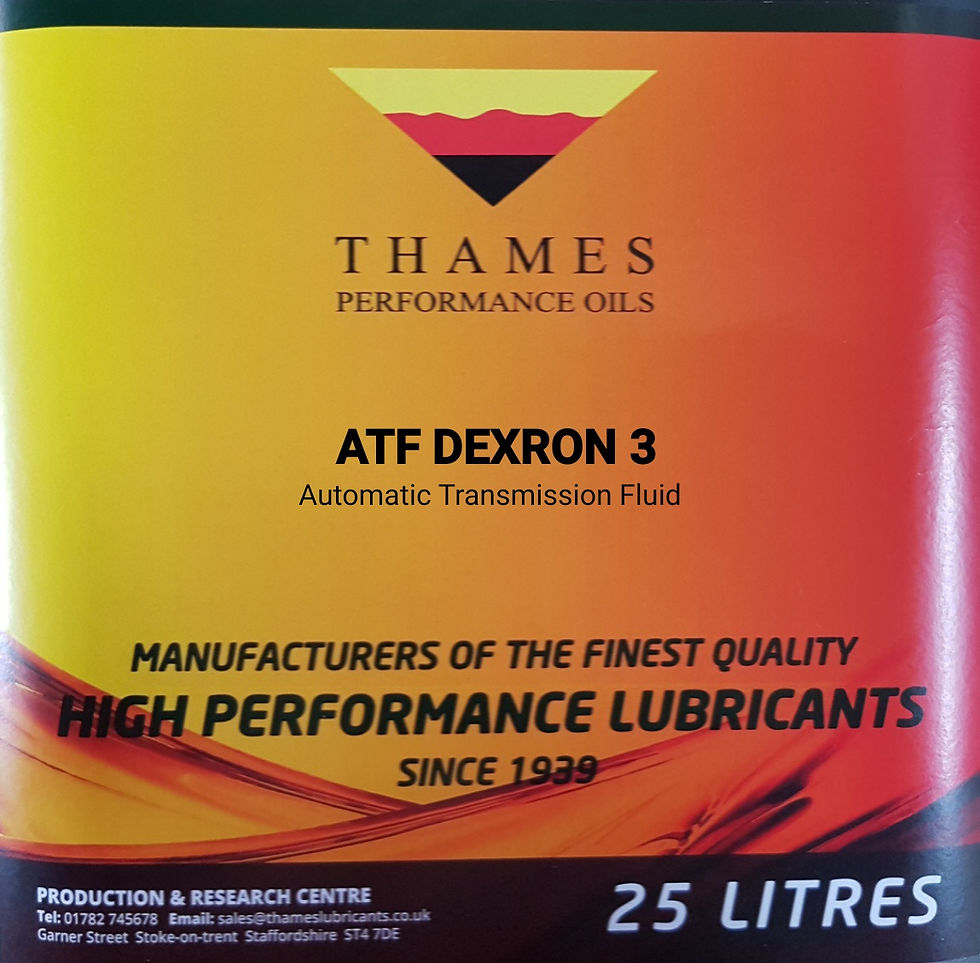 THAMES
PERFORMANCE OILS
ATF DEXRON 3
Automatic Transmission Fluid
MANUFACTURERS OF THE FINEST QUALITY
HIGH PERFORMANCE LUBRICANTS
SINCE 1939
PRODUCTION & RESEARCH CENTRE
Tel: 01782 745678 Email: sales@thameslubricants.co.uk
Garner Street Stoke-on-trent Staffordshire ST4 7DE
25 LITRES